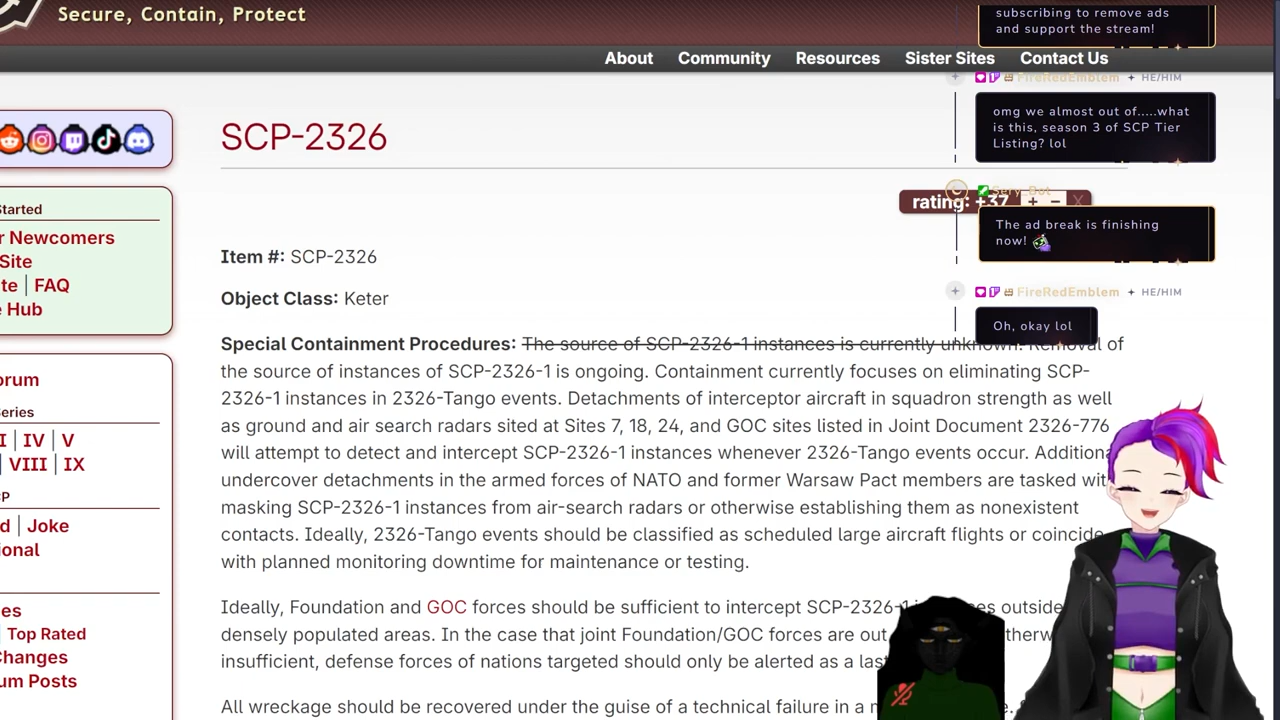 Secure, Contain, Protect
About Community Resources Sister Sites Contact Us
Started
r Newcomers
Site
te | FAQ
e Hub
orum
Series
I | IV | V
| VIII | IX
CP
d | Joke
ional
es
| Top Rated
Changes
um Posts
SCP-2326
rating: +37 + − X
Item #: SCP-2326
Object Class: Keter
Special Containment Procedures: The source of SCP-2326-1 instances is currently unknown. Removal of
the source of instances of SCP-2326-1 is ongoing. Containment currently focuses on eliminating SCP-
2326-1 instances in 2326-Tango events. Detachments of interceptor aircraft in squadron strength as well
as ground and air search radars sited at Sites 7, 18, 24, and GOC sites listed in Joint Document 2326-776
will attempt to detect and intercept SCP-2326-1 instances whenever 2326-Tango events occur. Additiona
undercover detachments in the armed forces of NATO and former Warsaw Pact members are tasked wit
masking SCP-2326-1 instances from air-search radars or otherwise establishing them as nonexistent
contacts. Ideally, 2326-Tango events should be classified as scheduled large aircraft flights or coincide
with planned monitoring downtime for maintenance or testing.
Ideally, Foundation and GOC forces should be sufficient to intercept SCP-2326-1 es outside
densely populated areas. In the case that joint Foundation/GOC forces are out therw
insufficient, defense forces of nations targeted should only be alerted as a las
All wreckage should be recovered under the guise of a technical failure in a
subscribing to remove ads
and support the stream!
FireRedEmblem HE/HIM
omg we almost out of.....what
is this, season 3 of SCP Tier
Listing? lol
Sery_Bot
The ad break is finishing
now!
FireRedEmblem HE/HIM
Oh, okay lol